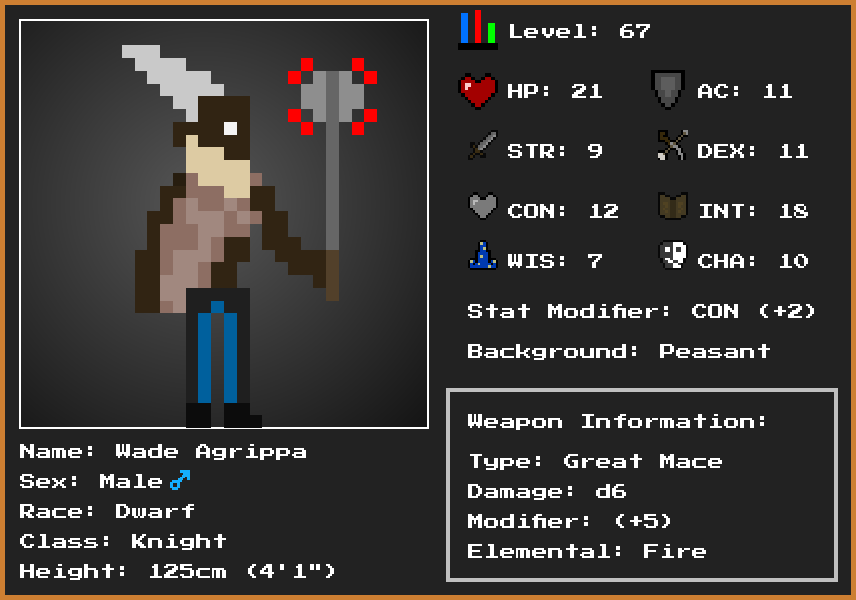 Level: 67
HP: 21
AC: 11
STR: 9
DEX: 11
CON: 12
INT: 18
WIS: 7
CHA: 10
Stat Modifier: CON (+2)
Background: Peasant
Weapon Information:
Type: Great Mace
Damage: d6
Modifier: (+5)
Elemental: Fire
Name: Wade Agrippa
Sex: Male♂
Race: Dwarf
Class: Knight
Height: 125cm (4'1")